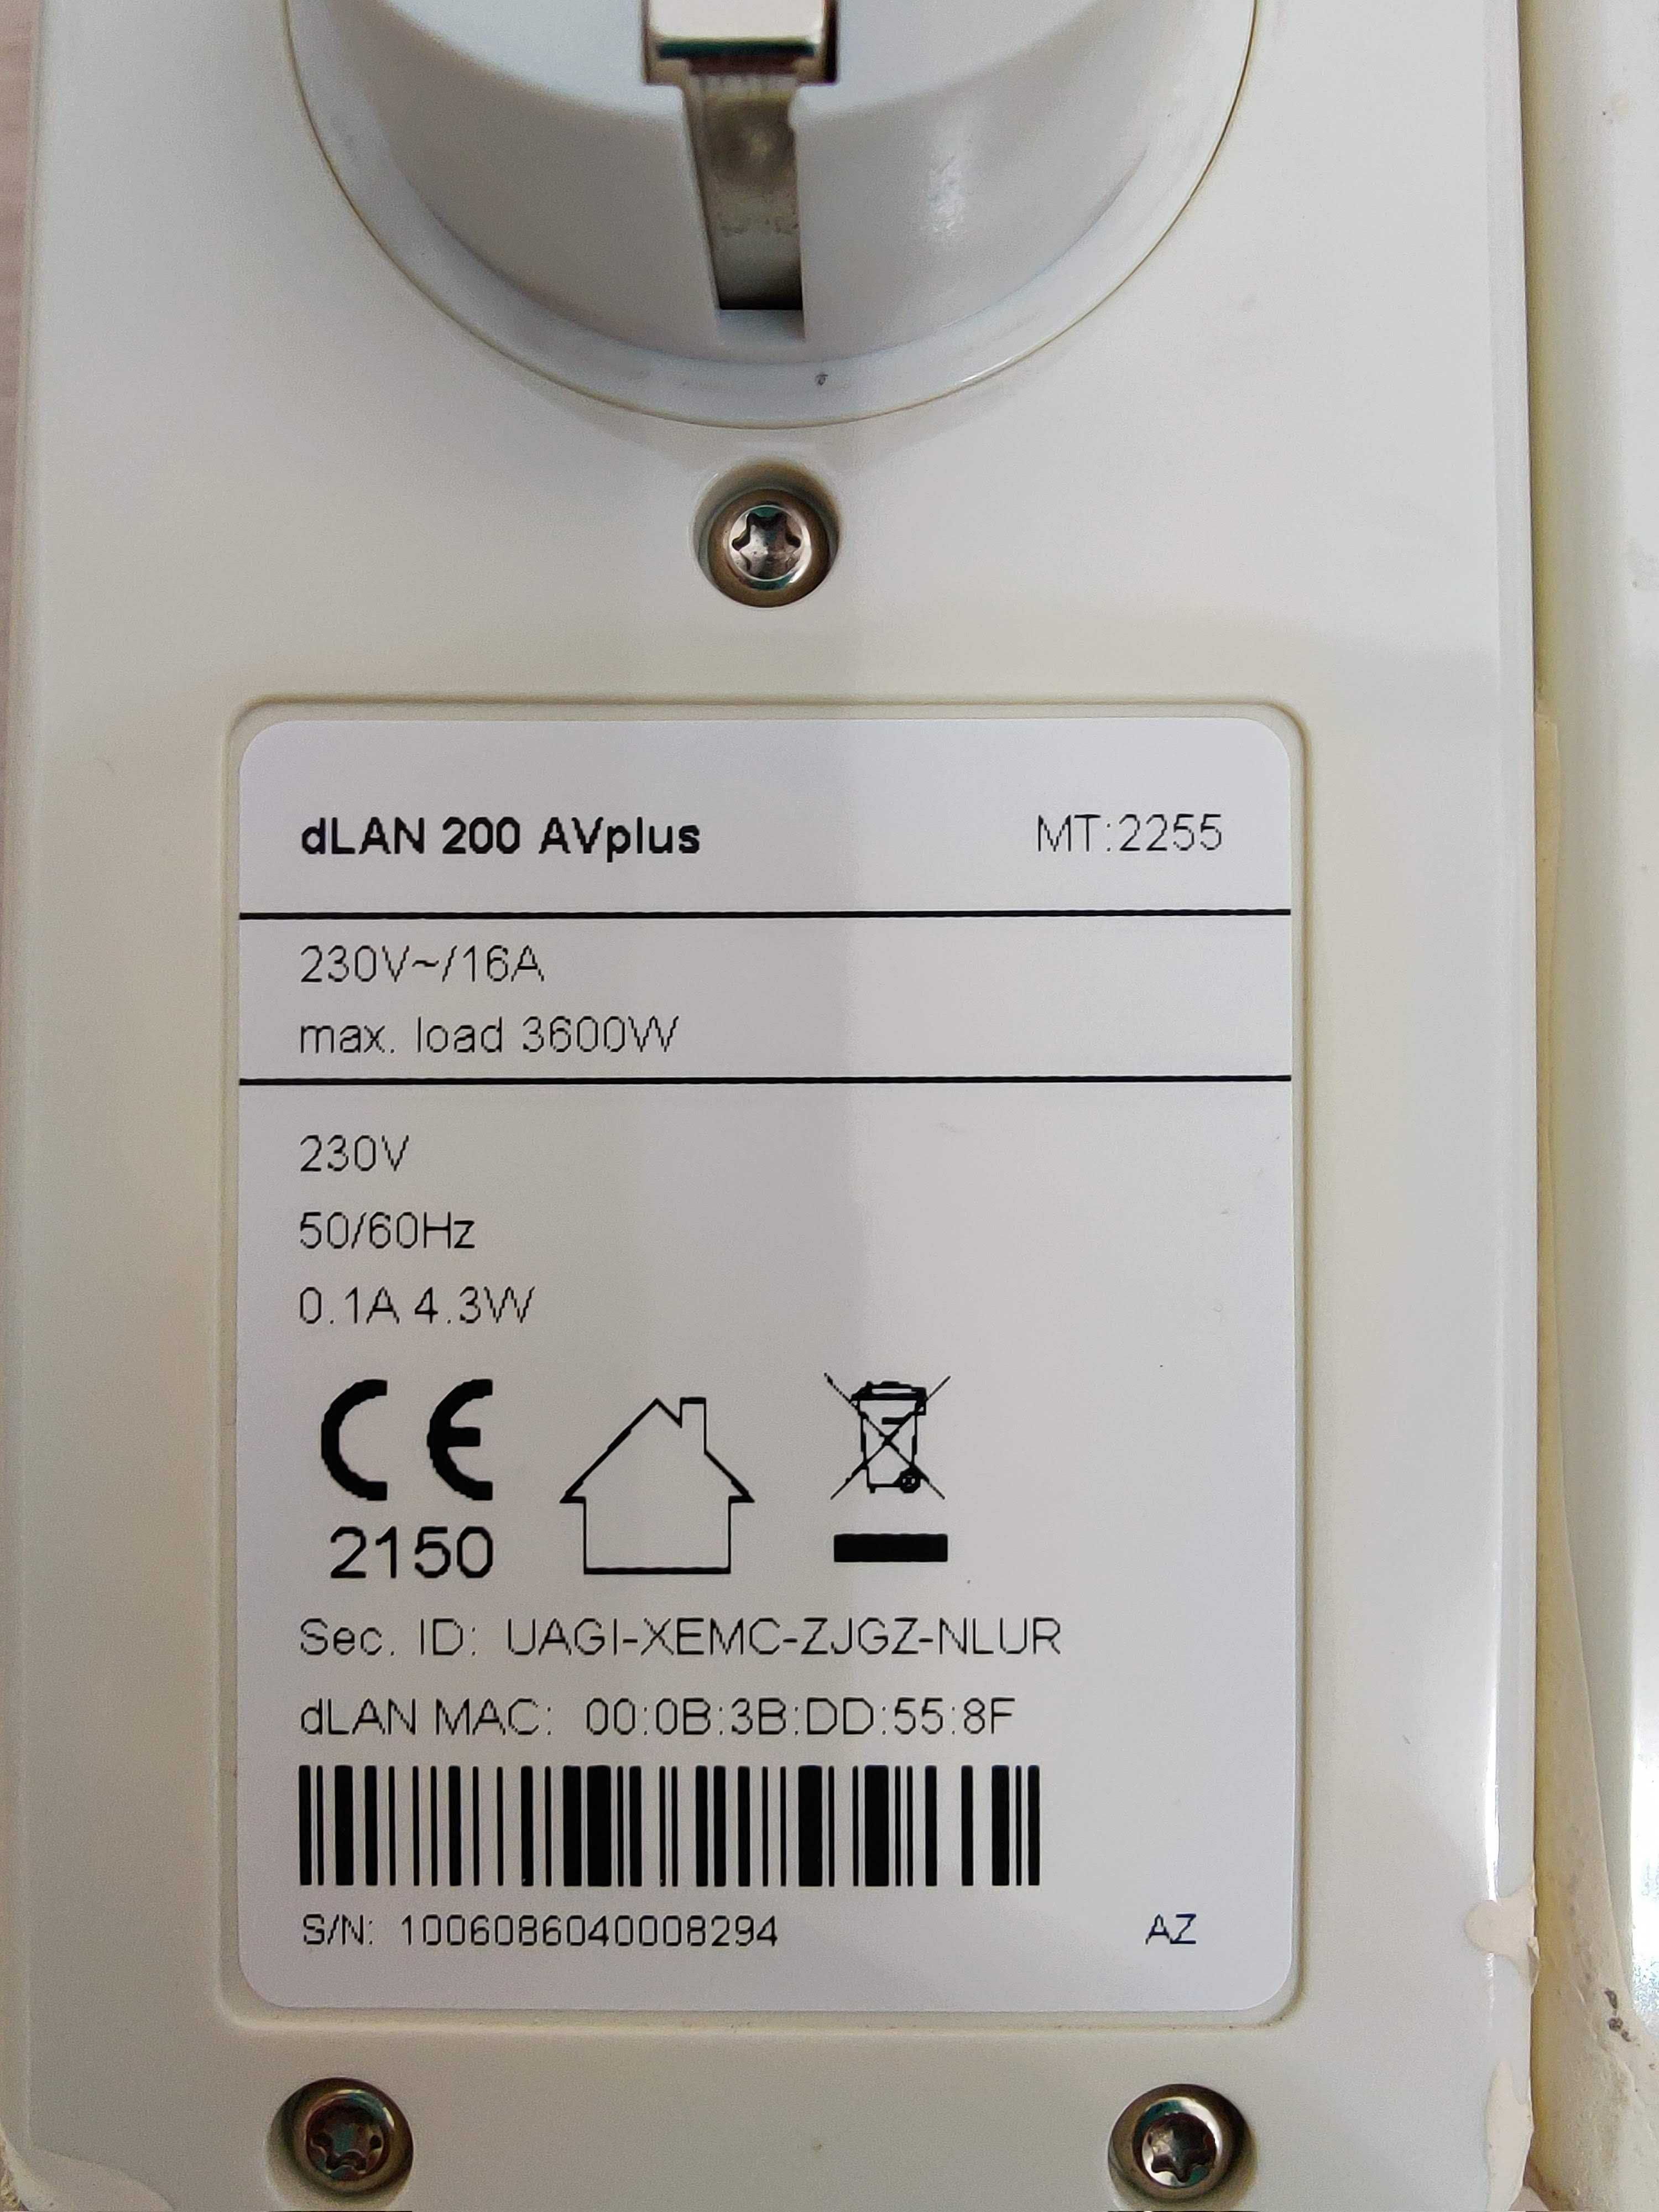 dLAN 200 AVplus MT:2255
230V~/16A
max. load 3600W
230V
50/60Hz
0.1A 4.3W
CE
2150
Sec. ID: UAGI-XEMC-ZJGZ-NLUR
dLAN MAC: 00:0B:3B:DD:55:8F
S/N: 1006086040008294 AZ